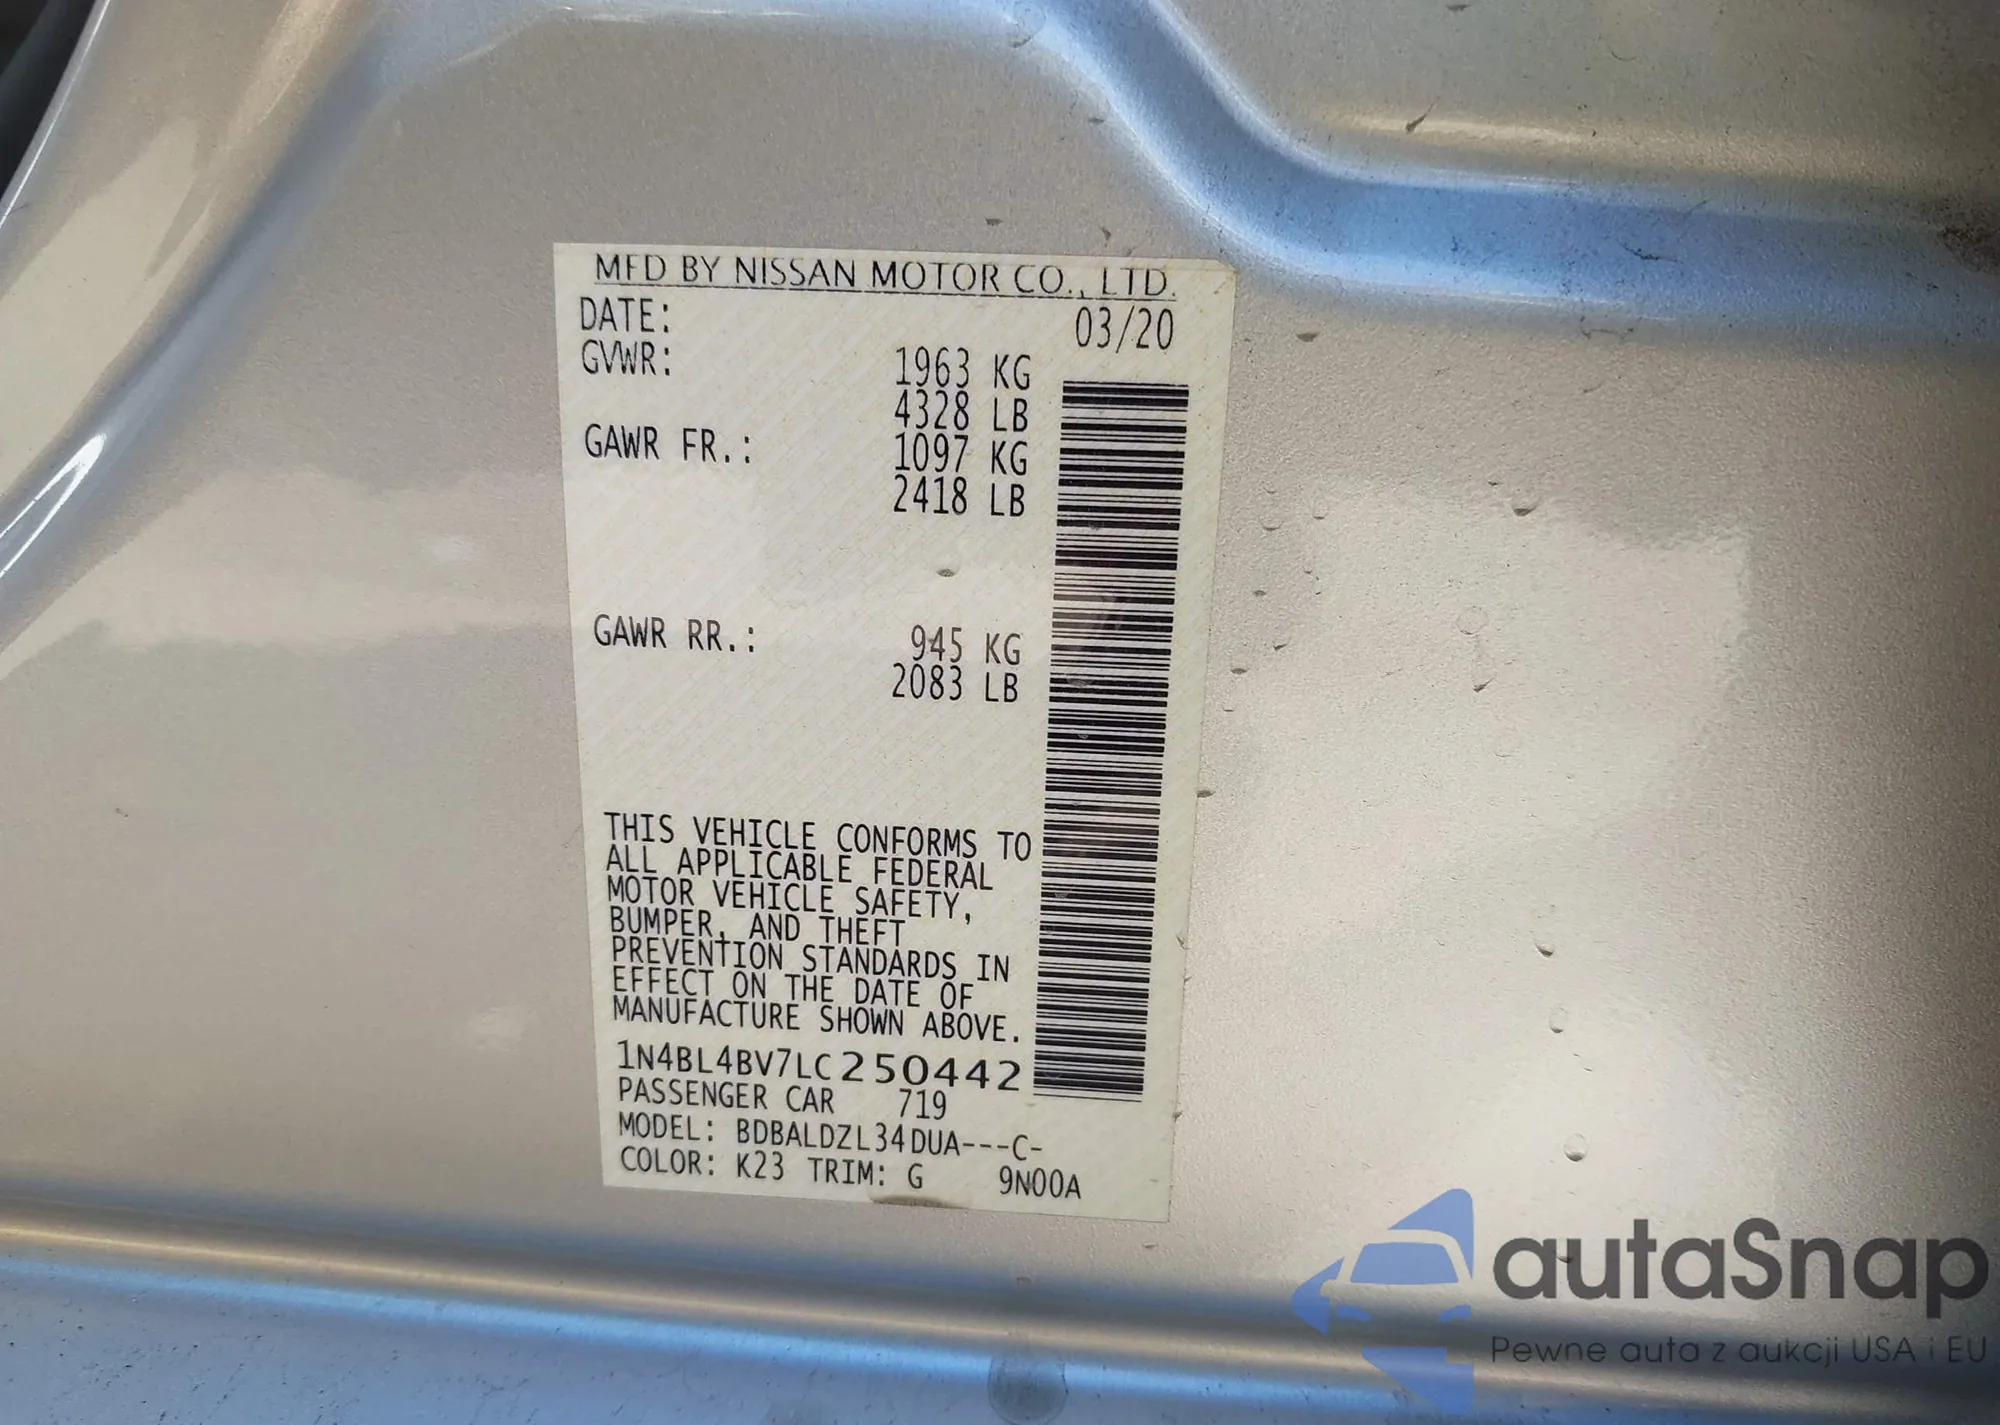 MFD BY NISSAN MOTOR CO., LTD.
DATE: 03/20
GVWR: 1963 KG
4328 LB
GAWR FR.: 1097 KG
2418 LB
GAWR RR.: 945 KG
2083 LB
THIS VEHICLE CONFORMS TO
ALL APPLICABLE FEDERAL
MOTOR VEHICLE SAFETY,
BUMPER, AND THEFT
PREVENTION STANDARDS IN
EFFECT ON THE DATE OF
MANUFACTURE SHOWN ABOVE.
1N4BL4BV7LC250442
PASSENGER CAR 719
MODEL: BDBALDZL34DUA---C-
COLOR: K23 TRIM: G 9N00A
autaSnap
Pewne auta z aukcji USA i EU